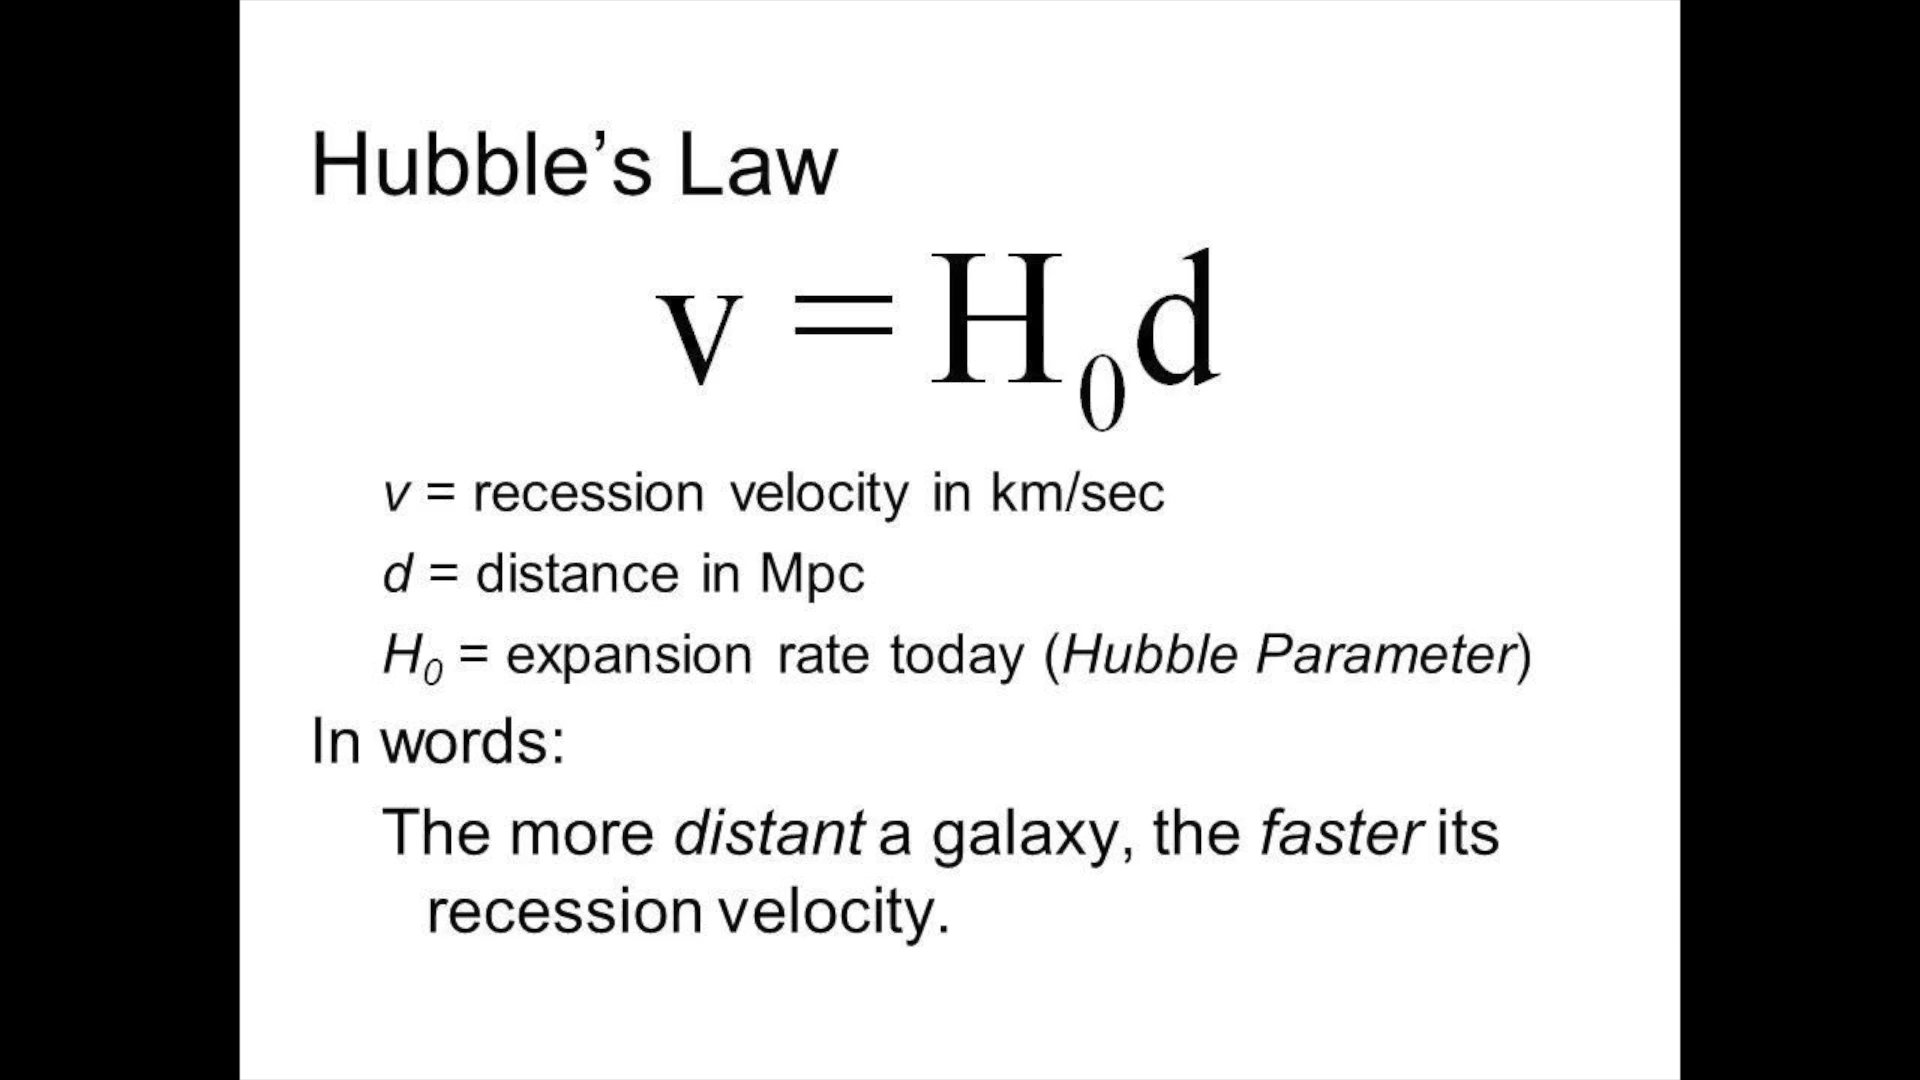 Hubble’s Law
v = H₀d
v = recession velocity in km/sec
d = distance in Mpc
H₀ = expansion rate today (Hubble Parameter)
In words:
The more distant a galaxy, the faster its
recession velocity.